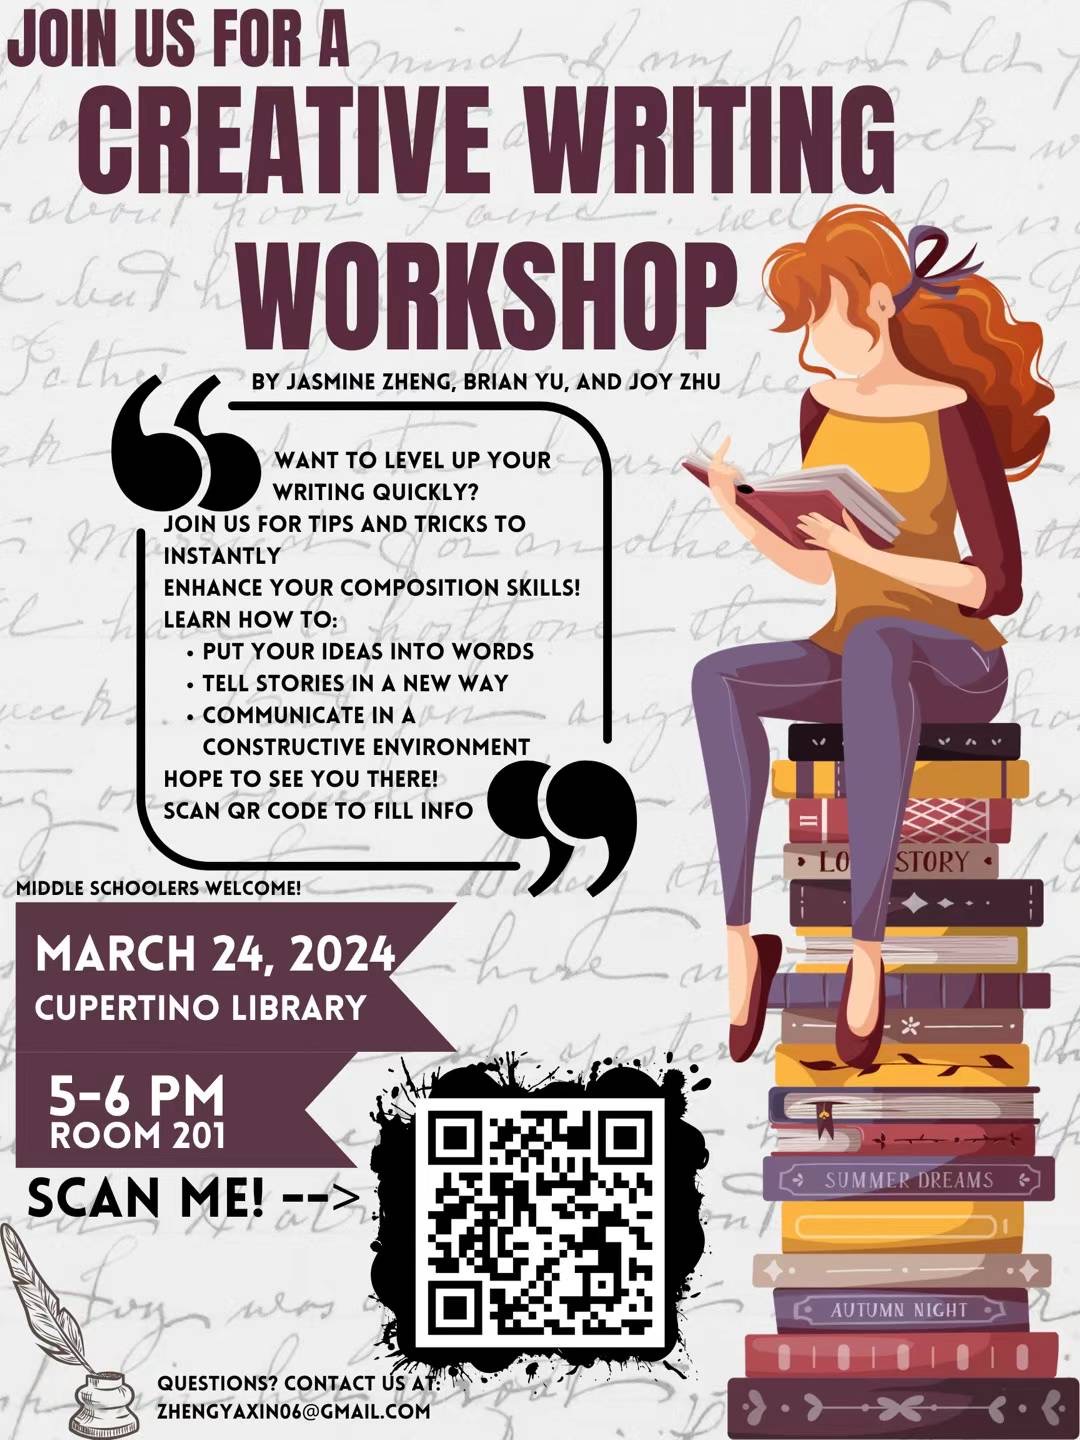 JOIN US FOR A
CREATIVE WRITING
WORKSHOP
BY JASMINE ZHENG, BRIAN YU, AND JOY ZHU
WANT TO LEVEL UP YOUR
WRITING QUICKLY?
JOIN US FOR TIPS AND TRICKS TO
INSTANTLY
ENHANCE YOUR COMPOSITION SKILLS!
LEARN HOW TO:
• PUT YOUR IDEAS INTO WORDS
• TELL STORIES IN A NEW WAY
• COMMUNICATE IN A
CONSTRUCTIVE ENVIRONMENT
HOPE TO SEE YOU THERE!
SCAN QR CODE TO FILL INFO
MIDDLE SCHOOLERS WELCOME!
MARCH 24, 2024
CUPERTINO LIBRARY
5-6 PM
ROOM 201
SCAN ME! -->
QUESTIONS? CONTACT US AT:
ZHENGYAXIN06@GMAIL.COM
STORY
SUMMER DREAMS
AUTUMN NIGHT